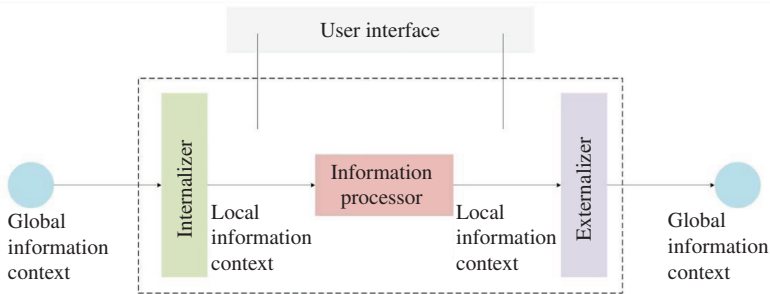 User interface
Internalizer
Information
processor
Externalizer
Global
information
context
Local
information
context
Local
information
context
Global
information
context